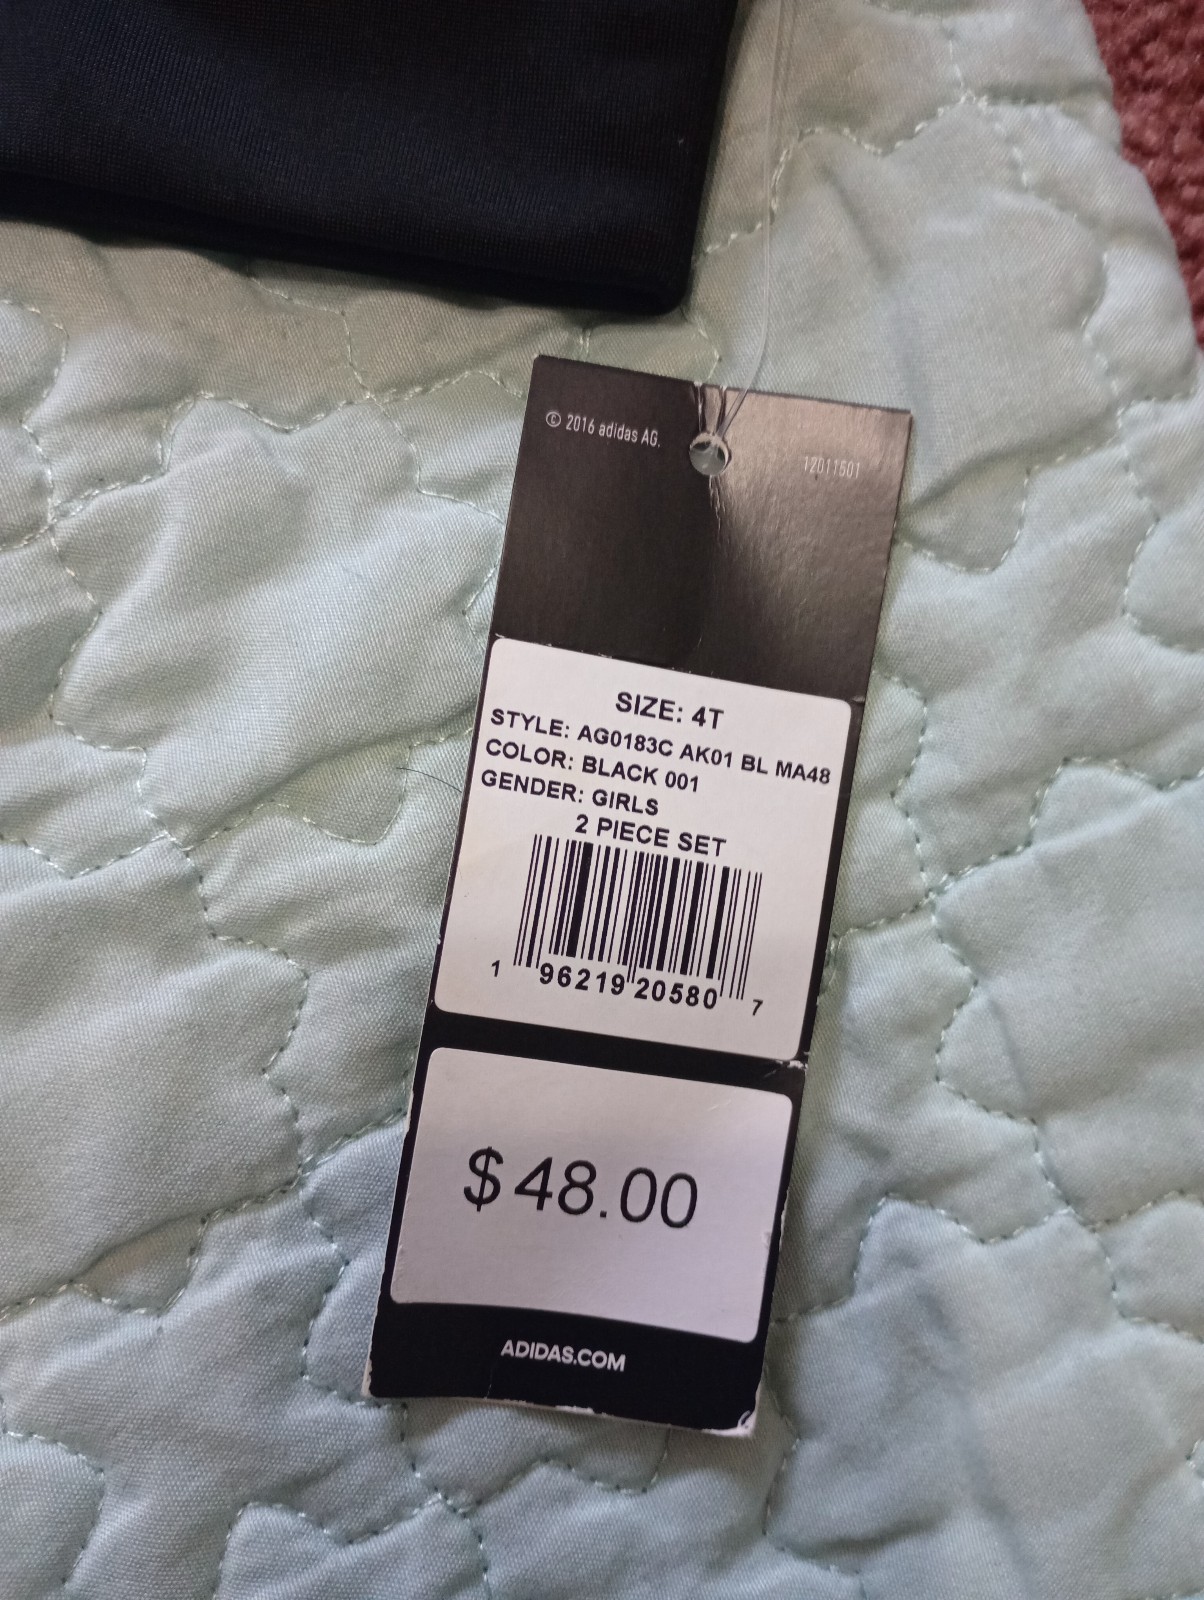 © 2016 adidas AG.
12011501
SIZE: 4T
STYLE: AG0183C AK01 BL MA48
COLOR: BLACK 001
GENDER: GIRLS
2 PIECE SET
1 96219 20580 7
$48.00
ADIDAS.COM